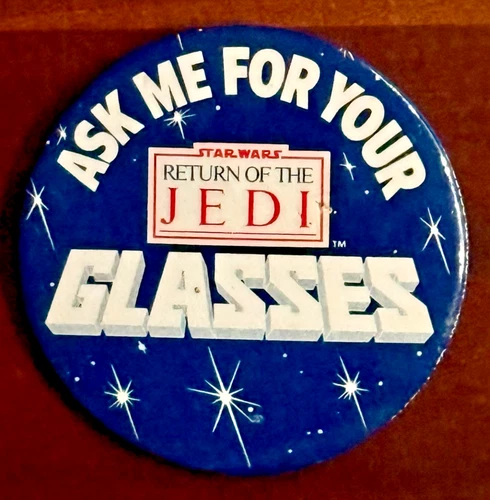 ASK ME FOR YOUR
STAR WARS
RETURN OF THE
JEDI
TM
GLASSES